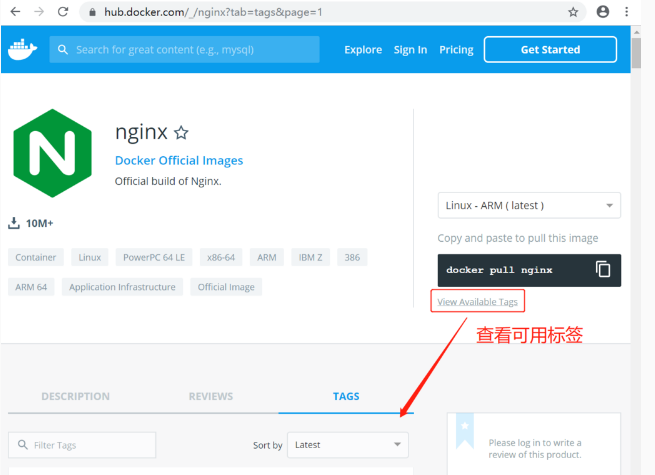 hub.docker.com/_/nginx?tab=tags&page=1
Search for great content (e.g., mysql)
Explore Sign In Pricing Get Started
N
nginx
Docker Official Images
Official build of Nginx.
10M+
Container Linux PowerPC 64 LE x86-64 ARM IBM Z 386
ARM 64 Application Infrastructure Official Image
Linux - ARM ( latest )
Copy and paste to pull this image
docker pull nginx
View Available Tags
查看可用标签
DESCRIPTION REVIEWS TAGS
Filter Tags
Sort by Latest
Please log in to write a
review of this product.